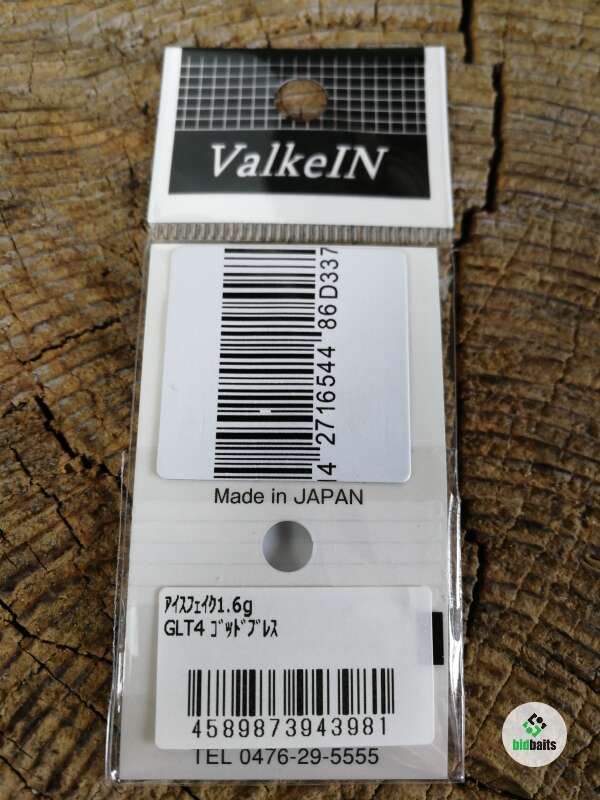 ValkeIN
4 2716544 86D337
Made in JAPAN
ｱｲｽﾌｪｲｸ1.6g
GLT4 ｺﾞｯﾄﾞﾌﾞﾚｽ
4589873943981
TEL 0476-29-5555
bidbaits